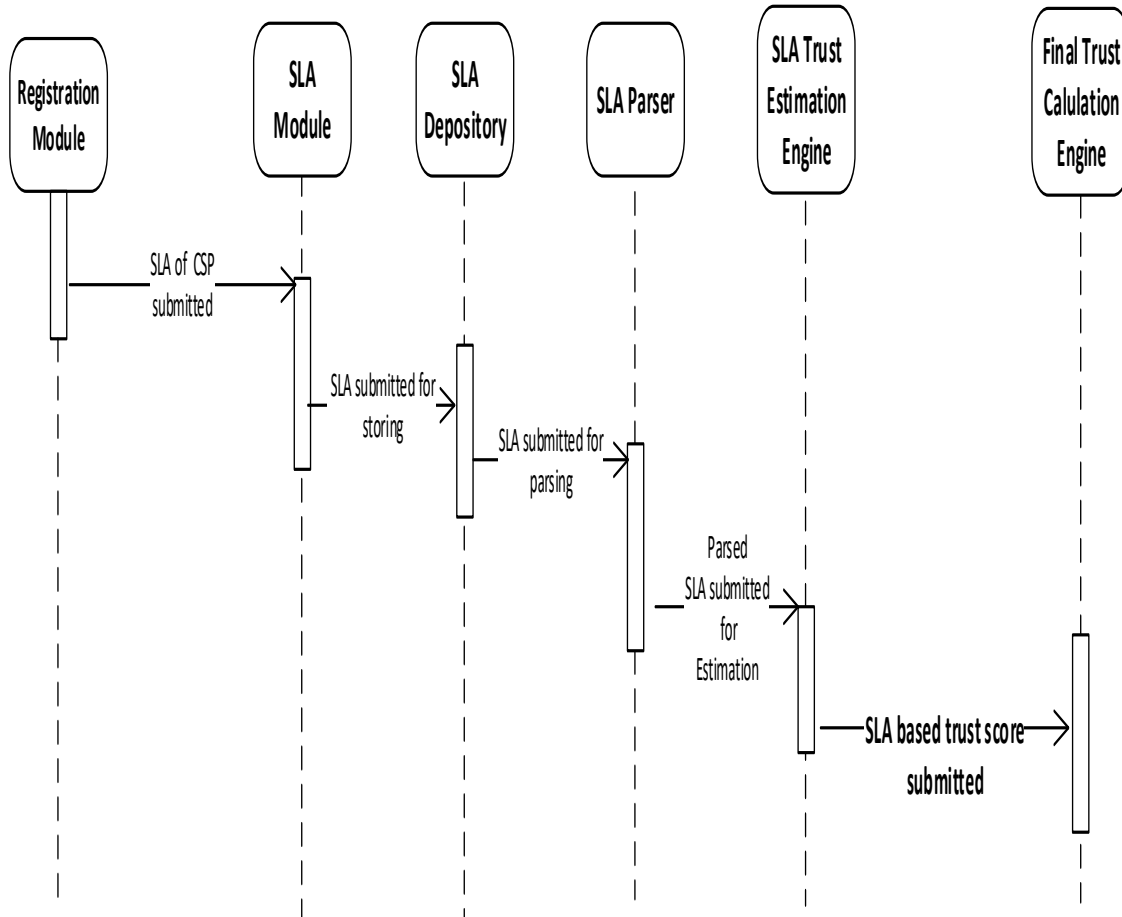 Registration
Module
SLA
Module
SLA
Depository
SLA Parser
SLA Trust
Estimation
Engine
Final Trust
Calulation
Engine
SLA of CSP
submitted
SLA submitted for
storing
SLA submitted for
parsing
Parsed
SLA submitted
for
Estimation
SLA based trust score
submitted